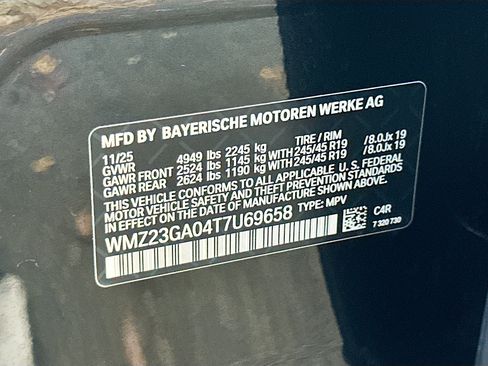 MFD BY BAYERISCHE MOTOREN WERKE AG
11/25 TIRE / RIM
GVWR 4949 lbs 2245 kg
GAWR FRONT 2524 lbs 1145 kg WITH 245/45 R19 /8.0Jx 19
GAWR REAR 2624 lbs 1190 kg WITH 245/45 R19 /8.0Jx 19
THIS VEHICLE CONFORMS TO ALL APPLICABLE U.S. FEDERAL
MOTOR VEHICLE SAFETY AND THEFT PREVENTION STANDARDS
IN EFFECT ON THE DATE OF MANUFACTURE SHOWN ABOVE.
WMZ23GA04T7U69658 TYPE: MPV
C4R
7 320 730